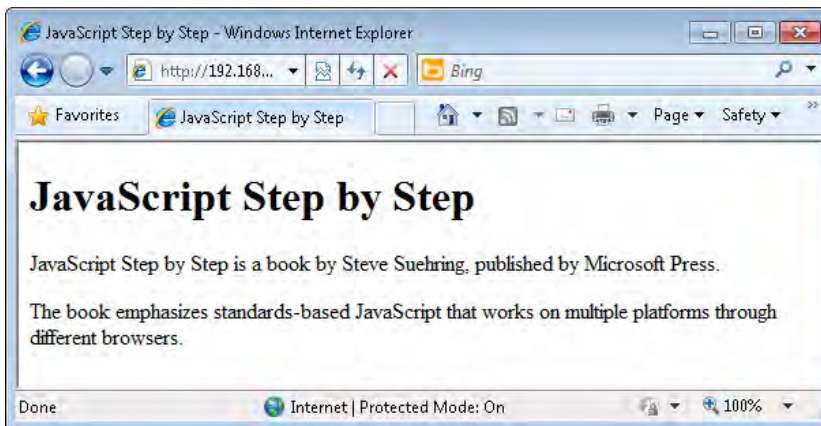 JavaScript Step by Step - Windows Internet Explorer
http://192.168...
Bing
Favorites
JavaScript Step by Step
Page
Safety
JavaScript Step by Step
JavaScript Step by Step is a book by Steve Suehring, published by Microsoft Press.
The book emphasizes standards-based JavaScript that works on multiple platforms through
different browsers.
Done
Internet | Protected Mode: On
100%